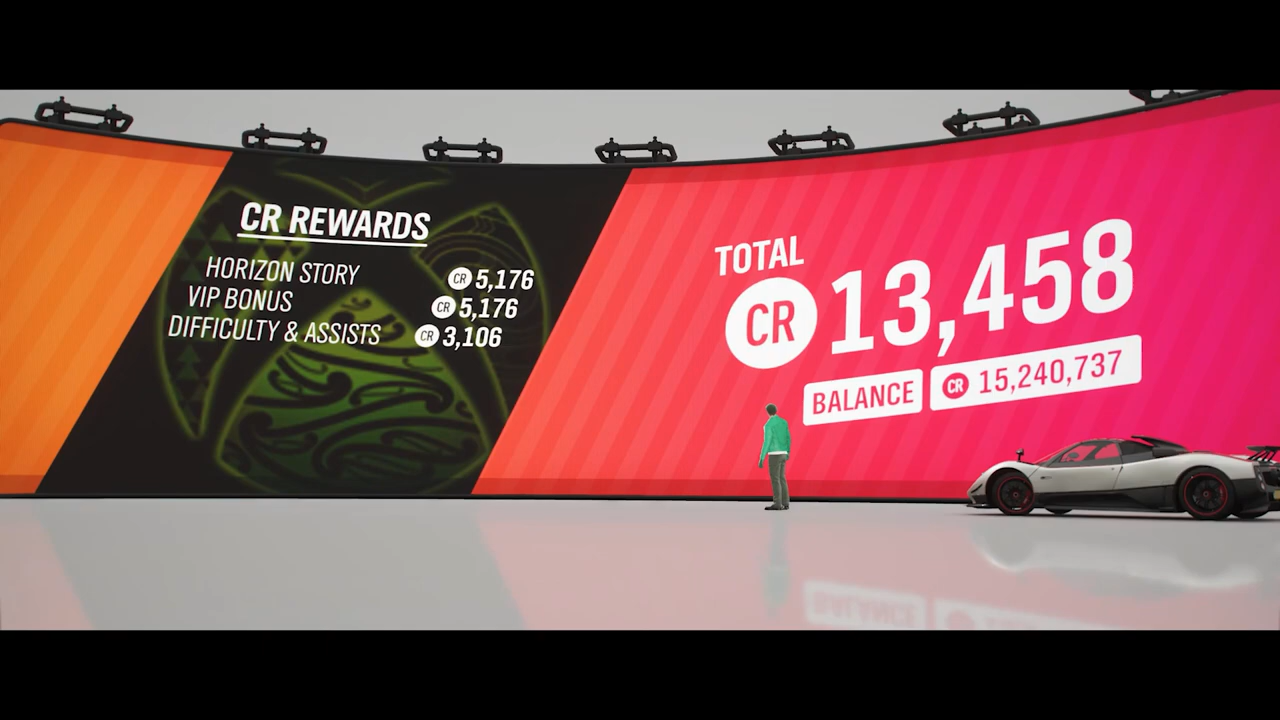 CR REWARDS
HORIZON STORY CR 5,176
VIP BONUS CR 5,176
DIFFICULTY & ASSISTS CR 3,106
TOTAL
CR 13,458
BALANCE CR 15,240,737